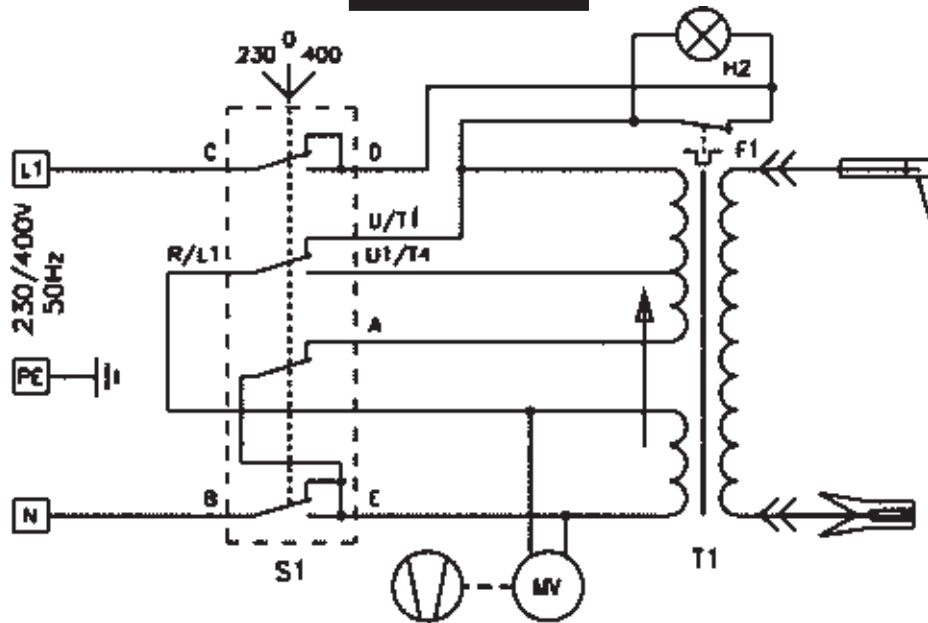 230 0 400
H2
C
D
F1
L1
U/T1
R/L1
U1/T4
230/400V
50Hz
A
PE
B
E
N
S1
MV
T1